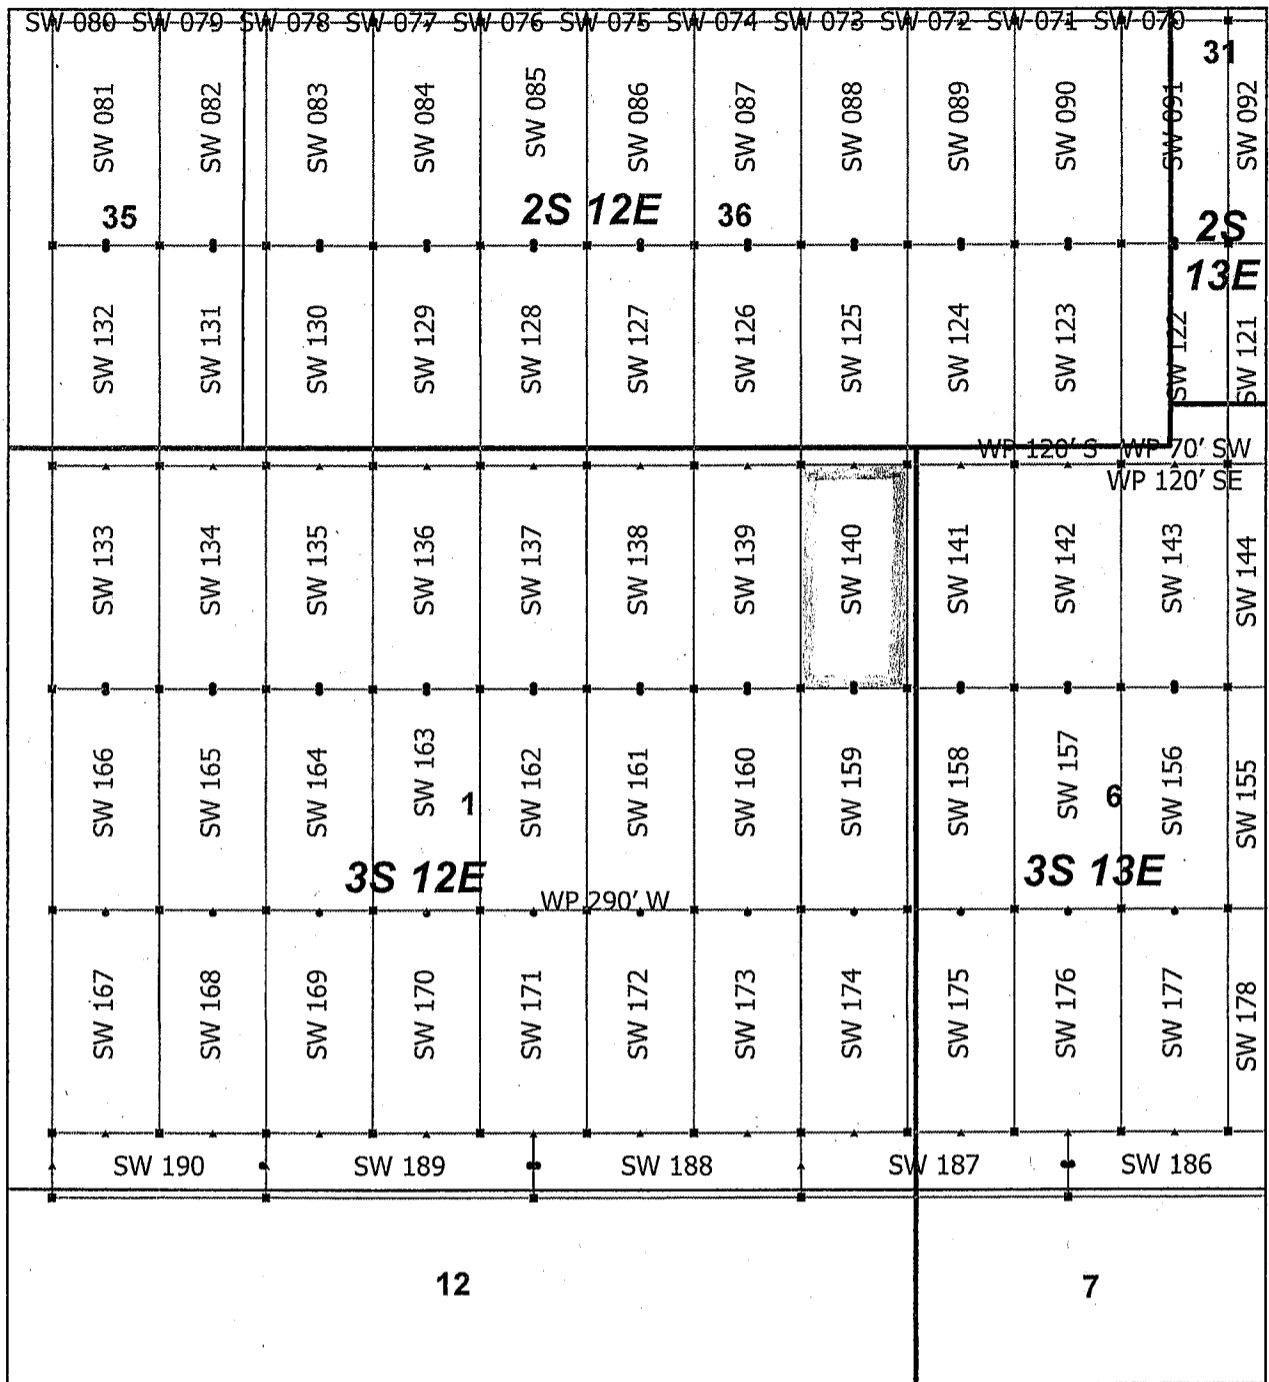 SW 080 SW 079 SW 078 SW 077 SW 076 SW 075 SW 074 SW 073 SW 072 SW 071 SW 070
31
SW 081 SW 082 SW 083 SW 084 SW 085 SW 086 SW 087 SW 088 SW 089 SW 090 SW 091 SW 092
35 2S 12E 36 2S
13E
SW 132 SW 131 SW 130 SW 129 SW 128 SW 127 SW 126 SW 125 SW 124 SW 123 SW 122 SW 121
WP 120' S WP 70' SW
WP 120' SE
SW 133 SW 134 SW 135 SW 136 SW 137 SW 138 SW 139 SW 140 SW 141 SW 142 SW 143 SW 144
SW 166 SW 165 SW 164 SW 163 SW 162 SW 161 SW 160 SW 159 SW 158 SW 157 SW 156 SW 155
1 6
3S 12E 3S 13E
WP 290' W
SW 167 SW 168 SW 169 SW 170 SW 171 SW 172 SW 173 SW 174 SW 175 SW 176 SW 177 SW 178
SW 190 SW 189 SW 188 SW 187 SW 186
12 7